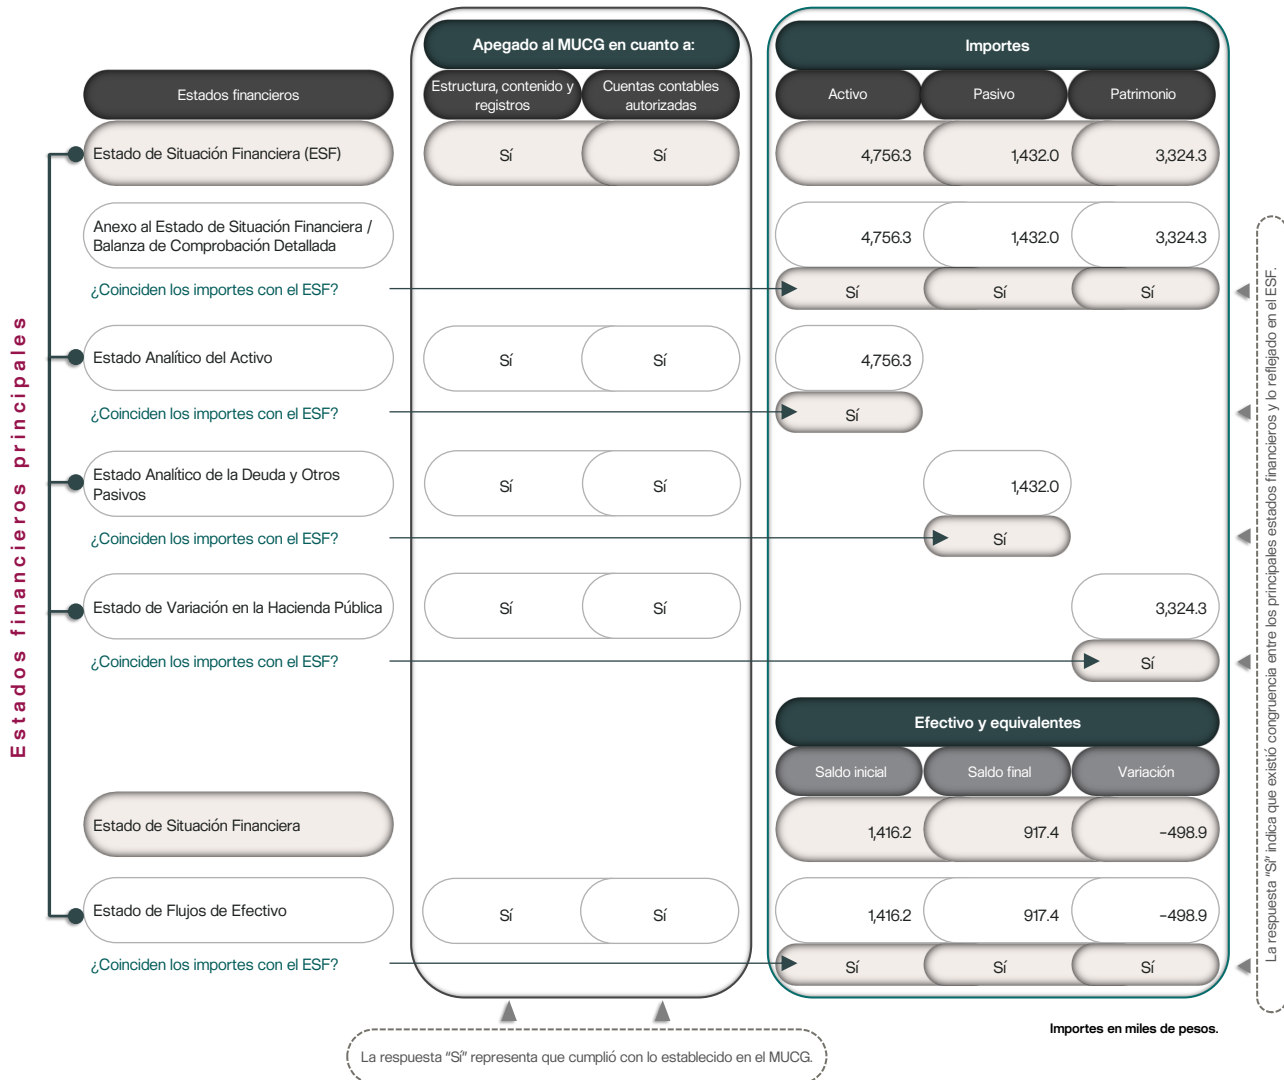 Apegado al MUCG en cuanto a:
Importes
Estados financieros
Estructura, contenido y
registros
Cuentas contables
autorizadas
Activo
Pasivo
Patrimonio
Estados financieros principales
Estado de Situación Financiera (ESF)
Sí
Sí
4,756.3
1,432.0
3,324.3
Anexo al Estado de Situación Financiera /
Balanza de Comprobación Detallada
4,756.3
1,432.0
3,324.3
¿Coinciden los importes con el ESF?
Sí
Sí
Sí
Estado Analítico del Activo
Sí
Sí
4,756.3
¿Coinciden los importes con el ESF?
Sí
Estado Analítico de la Deuda y Otros
Pasivos
Sí
Sí
1,432.0
¿Coinciden los importes con el ESF?
Sí
Estado de Variación en la Hacienda Pública
Sí
Sí
3,324.3
¿Coinciden los importes con el ESF?
Sí
Efectivo y equivalentes
Saldo inicial
Saldo final
Variación
Estado de Situación Financiera
1,416.2
917.4
-498.9
Estado de Flujos de Efectivo
Sí
Sí
1,416.2
917.4
-498.9
¿Coinciden los importes con el ESF?
Sí
Sí
Sí
La respuesta "Sí" indica que existió congruencia entre los principales estados financieros y lo reflejado en el ESF.
Importes en miles de pesos.
La respuesta "Sí" representa que cumplió con lo establecido en el MUCG.